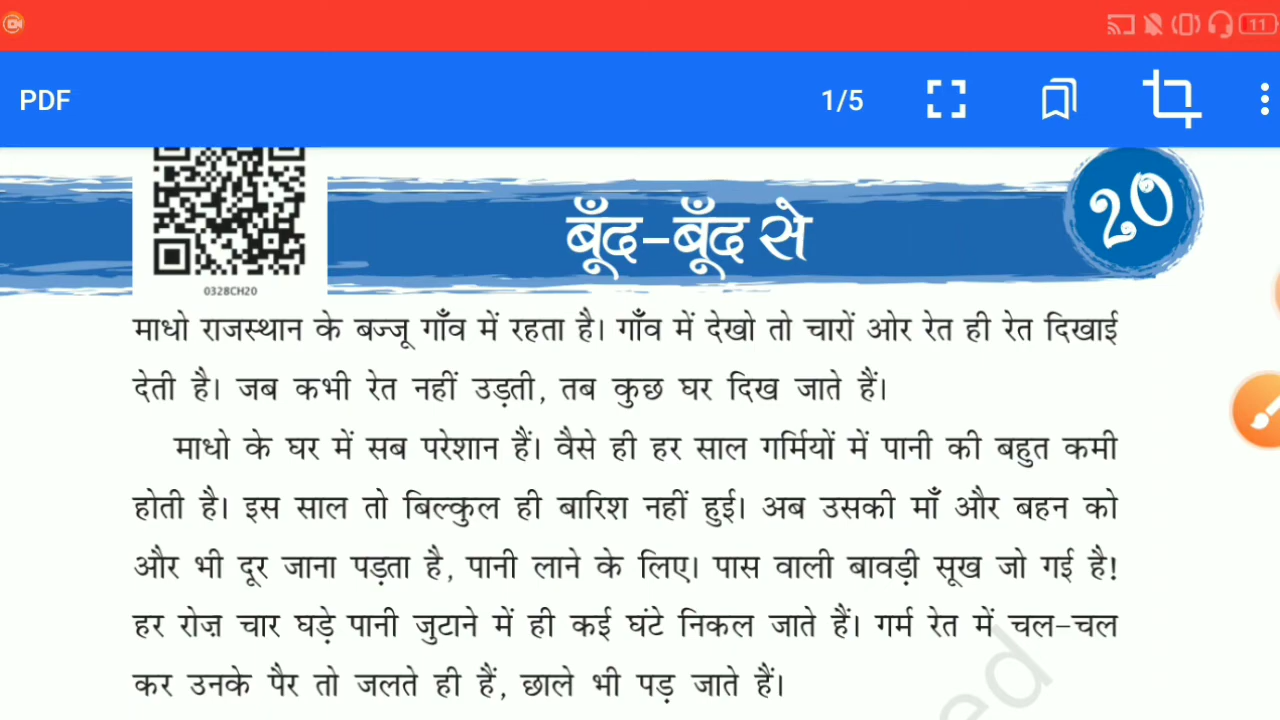 11
PDF
1/5
बूँद-बूँद से
20
0328CH20
माधो राजस्थान के बज्जू गाँव में रहता है। गाँव में देखो तो चारों ओर रेत ही रेत दिखाई
देती है। जब कभी रेत नहीं उड़ती, तब कुछ घर दिख जाते हैं।
माधो के घर में सब परेशान हैं। वैसे ही हर साल गर्मियों में पानी की बहुत कमी
होती है। इस साल तो बिल्कुल ही बारिश नहीं हुई। अब उसकी माँ और बहन को
और भी दूर जाना पड़ता है, पानी लाने के लिए। पास वाली बावड़ी सूख जो गई है!
हर रोज़ चार घड़े पानी जुटाने में ही कई घंटे निकल जाते हैं। गर्म रेत में चल-चल
कर उनके पैर तो जलते ही हैं, छाले भी पड़ जाते हैं।